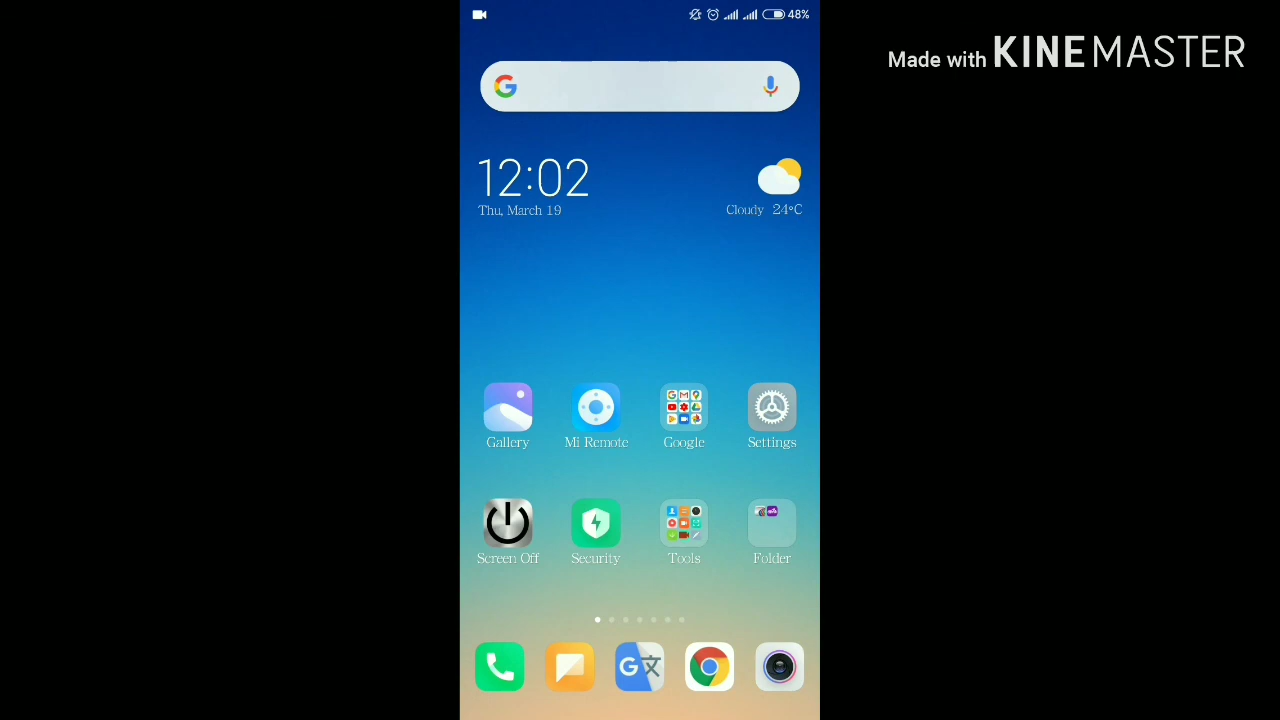 48%
Made with KINEMASTER
12:02
Thu, March 19
Cloudy 24°C
Gallery
Mi Remote
Google
Settings
Screen Off
Security
Tools
Folder